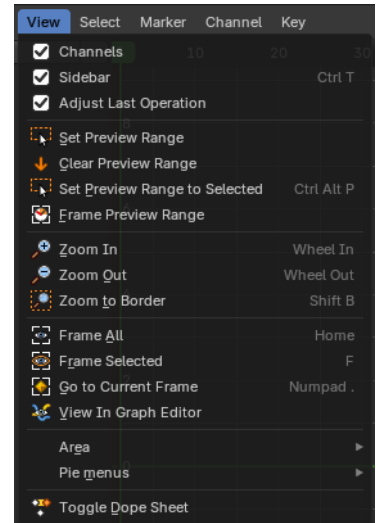 View Select Marker Channel Key
Channels 10 20 30
Sidebar Ctrl T
Adjust Last Operation
Set Preview Range
Clear Preview Range
Set Preview Range to Selected Ctrl Alt P
Frame Preview Range
Zoom In Wheel In
Zoom Out Wheel Out
Zoom to Border Shift B
Frame All Home
Frame Selected F
Go to Current Frame Numpad .
View In Graph Editor
Area
Pie menus
Toggle Dope Sheet